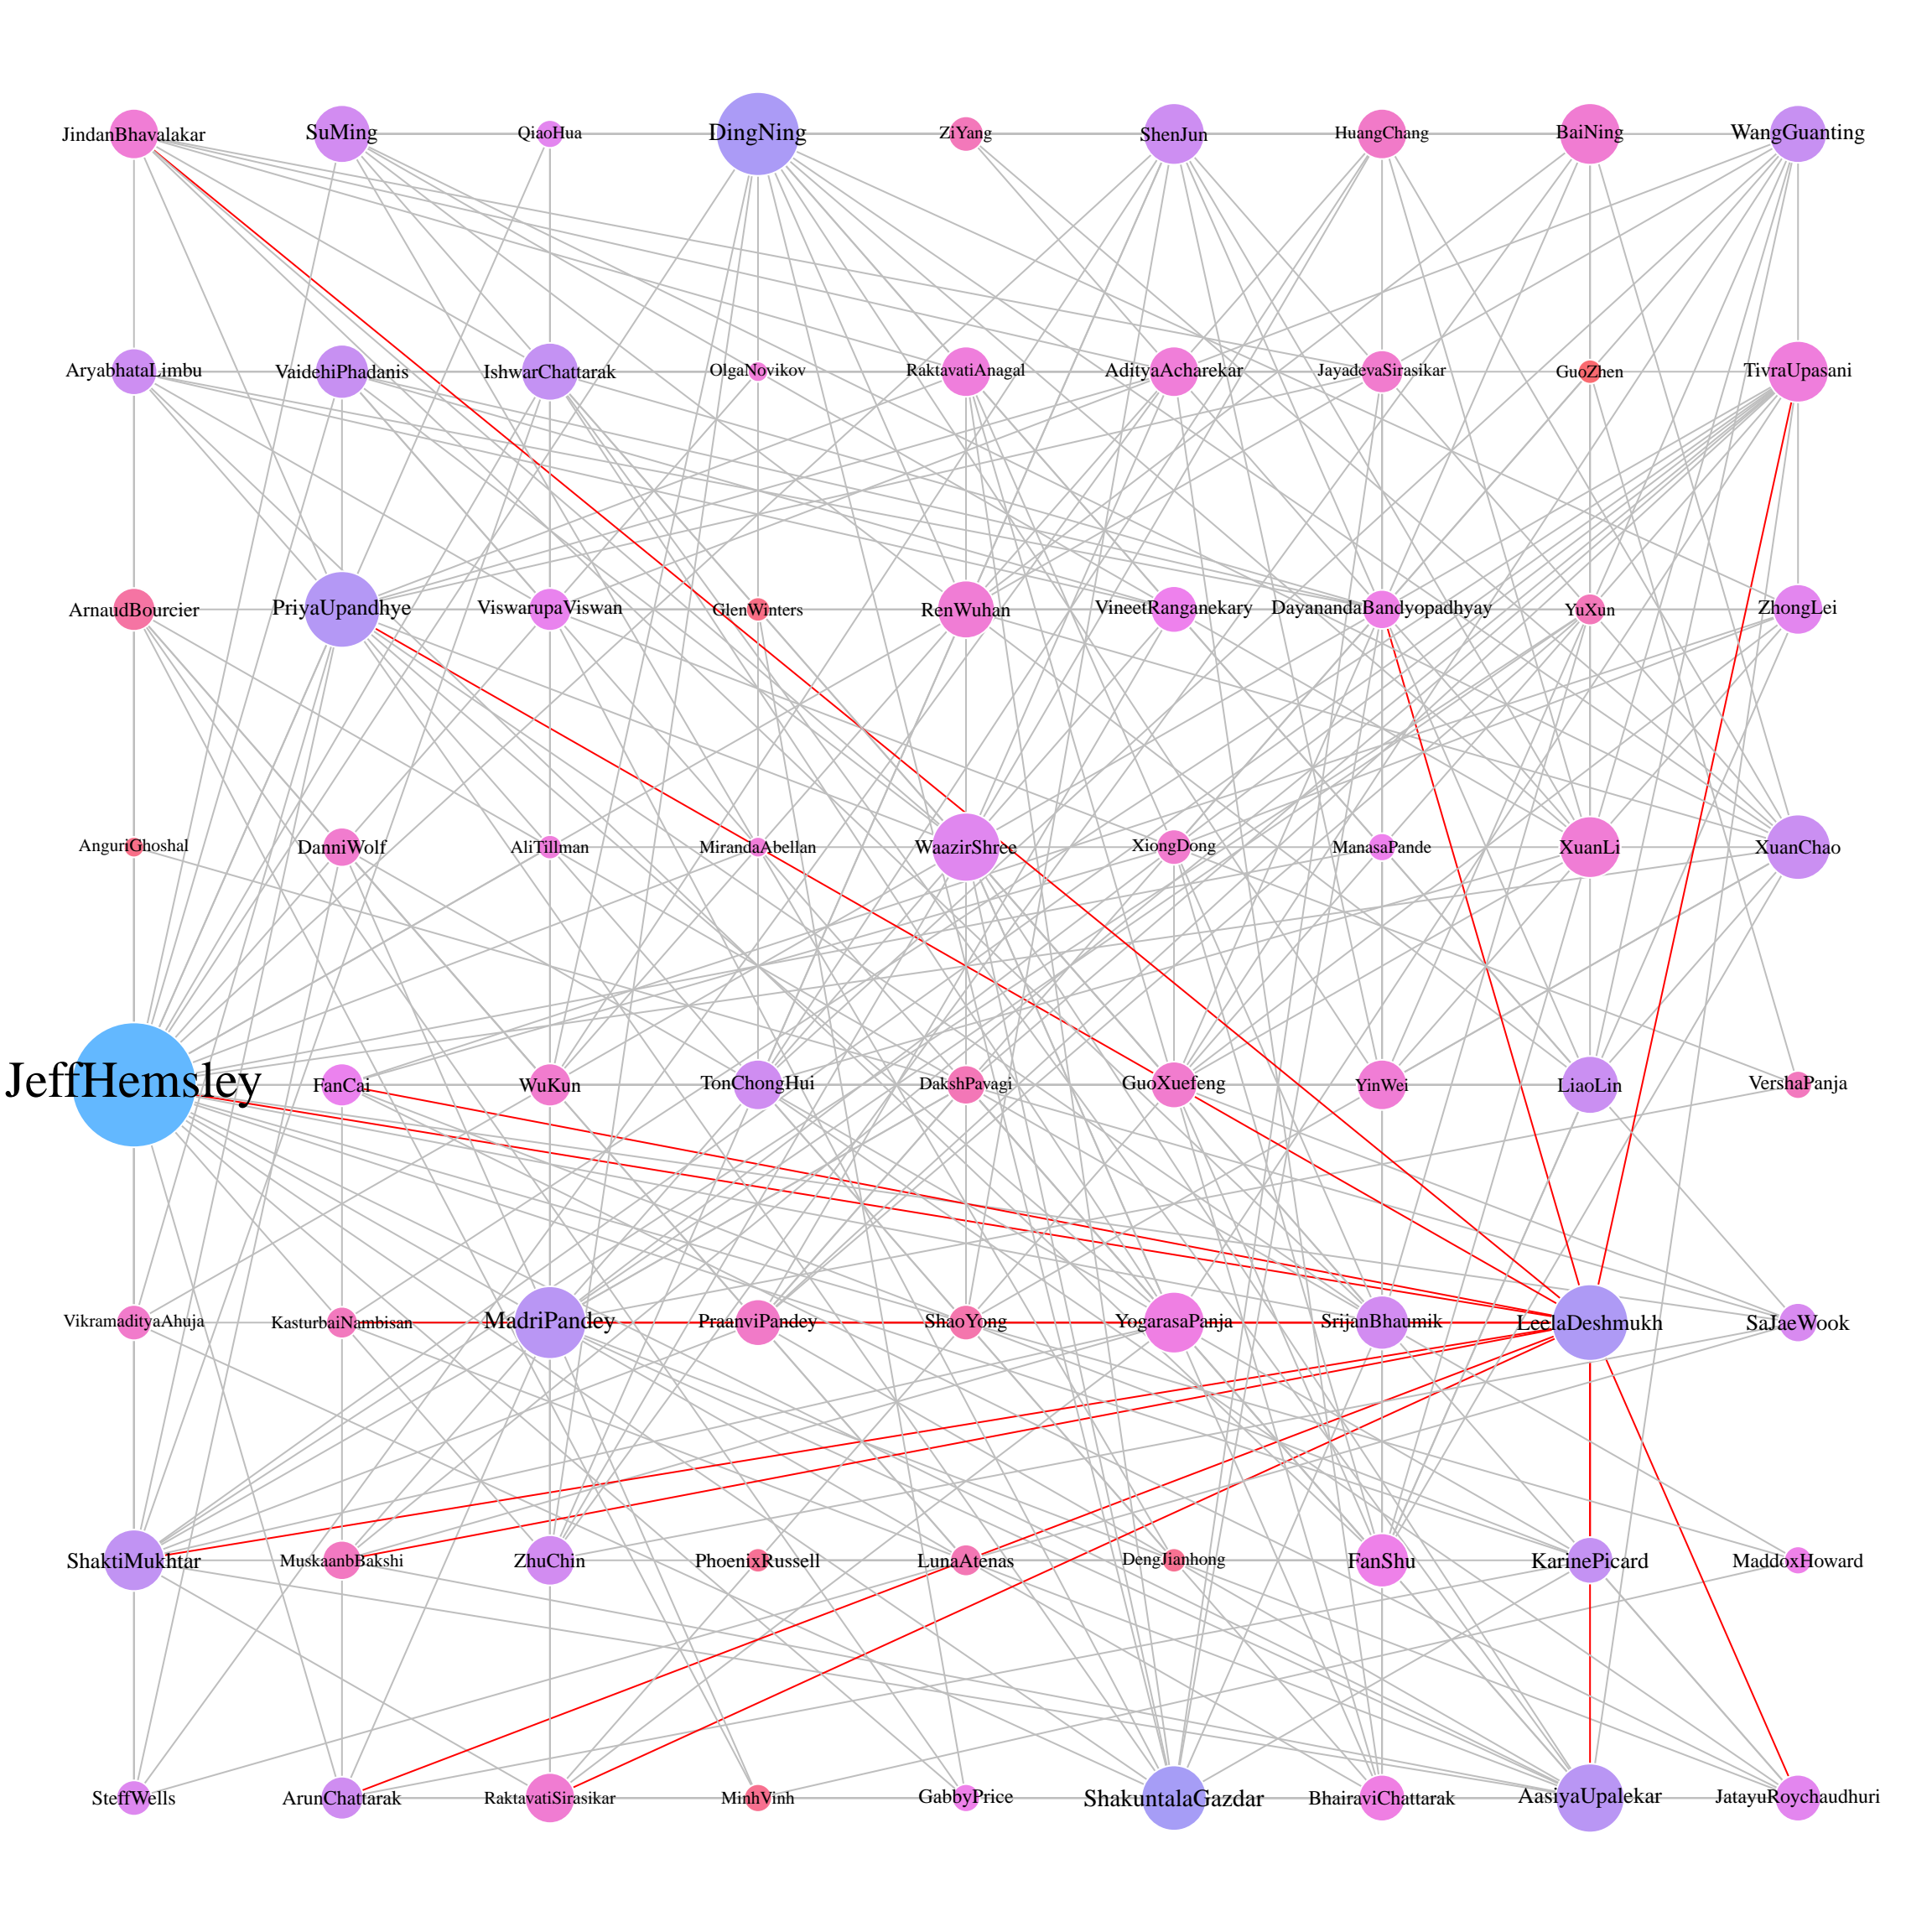 JindanBhavalakar
SuMing
QiaoHua
DingNing
ZiYang
ShenJun
HuangChang
BaiNing
WangGuanting
AryabhataLimbu
VaidehiPhadanis
IshwarChattarak
OlgaNovikov
RaktavatiAnagal
AdityaAcharekar
JayadevaSirasikar
GuoZhen
TivraUpasani
ArnaudBourcier
PriyaUpandhye
ViswarupaViswan
GlenWinters
RenWuhan
VineetRanganekary
DayanandaBandyopadhyay
YuXun
ZhongLei
AnguriGhoshal
DanniWolf
AliTillman
MirandaAbellan
WaazirShree
XiongDong
ManasaPande
XuanLi
XuanChao
JeffHemsley
FanCai
WuKun
TonChongHui
DakshPavagi
GuoXuefeng
YinWei
LiaoLin
VershaPanja
VikramadityaAhuja
KasturbaiNambisan
MadriPandey
PraanviPandey
ShaoYong
YogarasaPanja
SrijanBhaumik
LeelaDeshmukh
SaJaeWook
ShaktiMukhtar
MuskaanbBakshi
ZhuChin
PhoenixRussell
LunaAtenas
DengJianhong
FanShu
KarinePicard
MaddoxHoward
SteffWells
ArunChattarak
RaktavatiSirasikar
MinhVinh
GabbyPrice
ShakuntalaGazdar
BhairaviChattarak
AasiyaUpalekar
JatayuRoychaudhuri